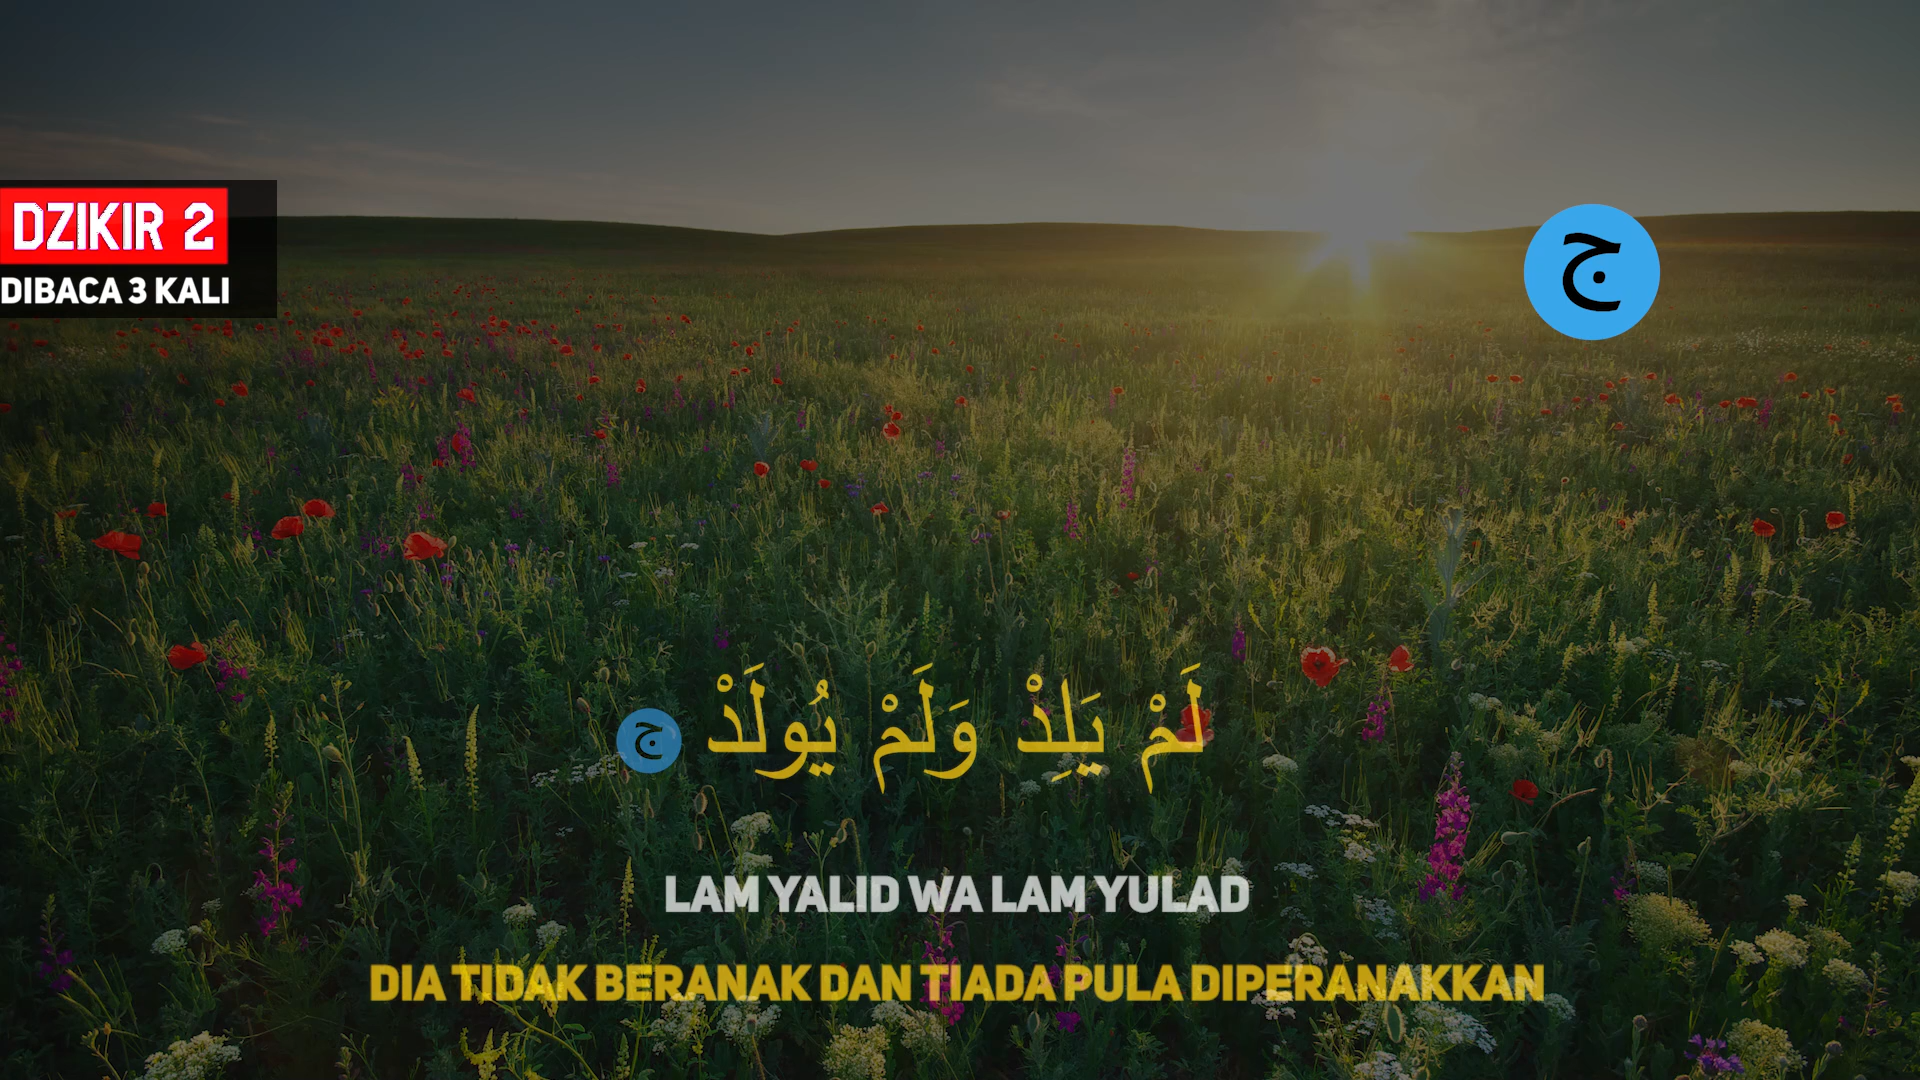 DZIKIR 2
DIBACA 3 KALI
ج
لَمْ يَلِدْ وَلَمْ يُولَدْ ج
LAM YALID WA LAM YULAD
DIA TIDAK BERANAK DAN TIADA PULA DIPERANAKKAN